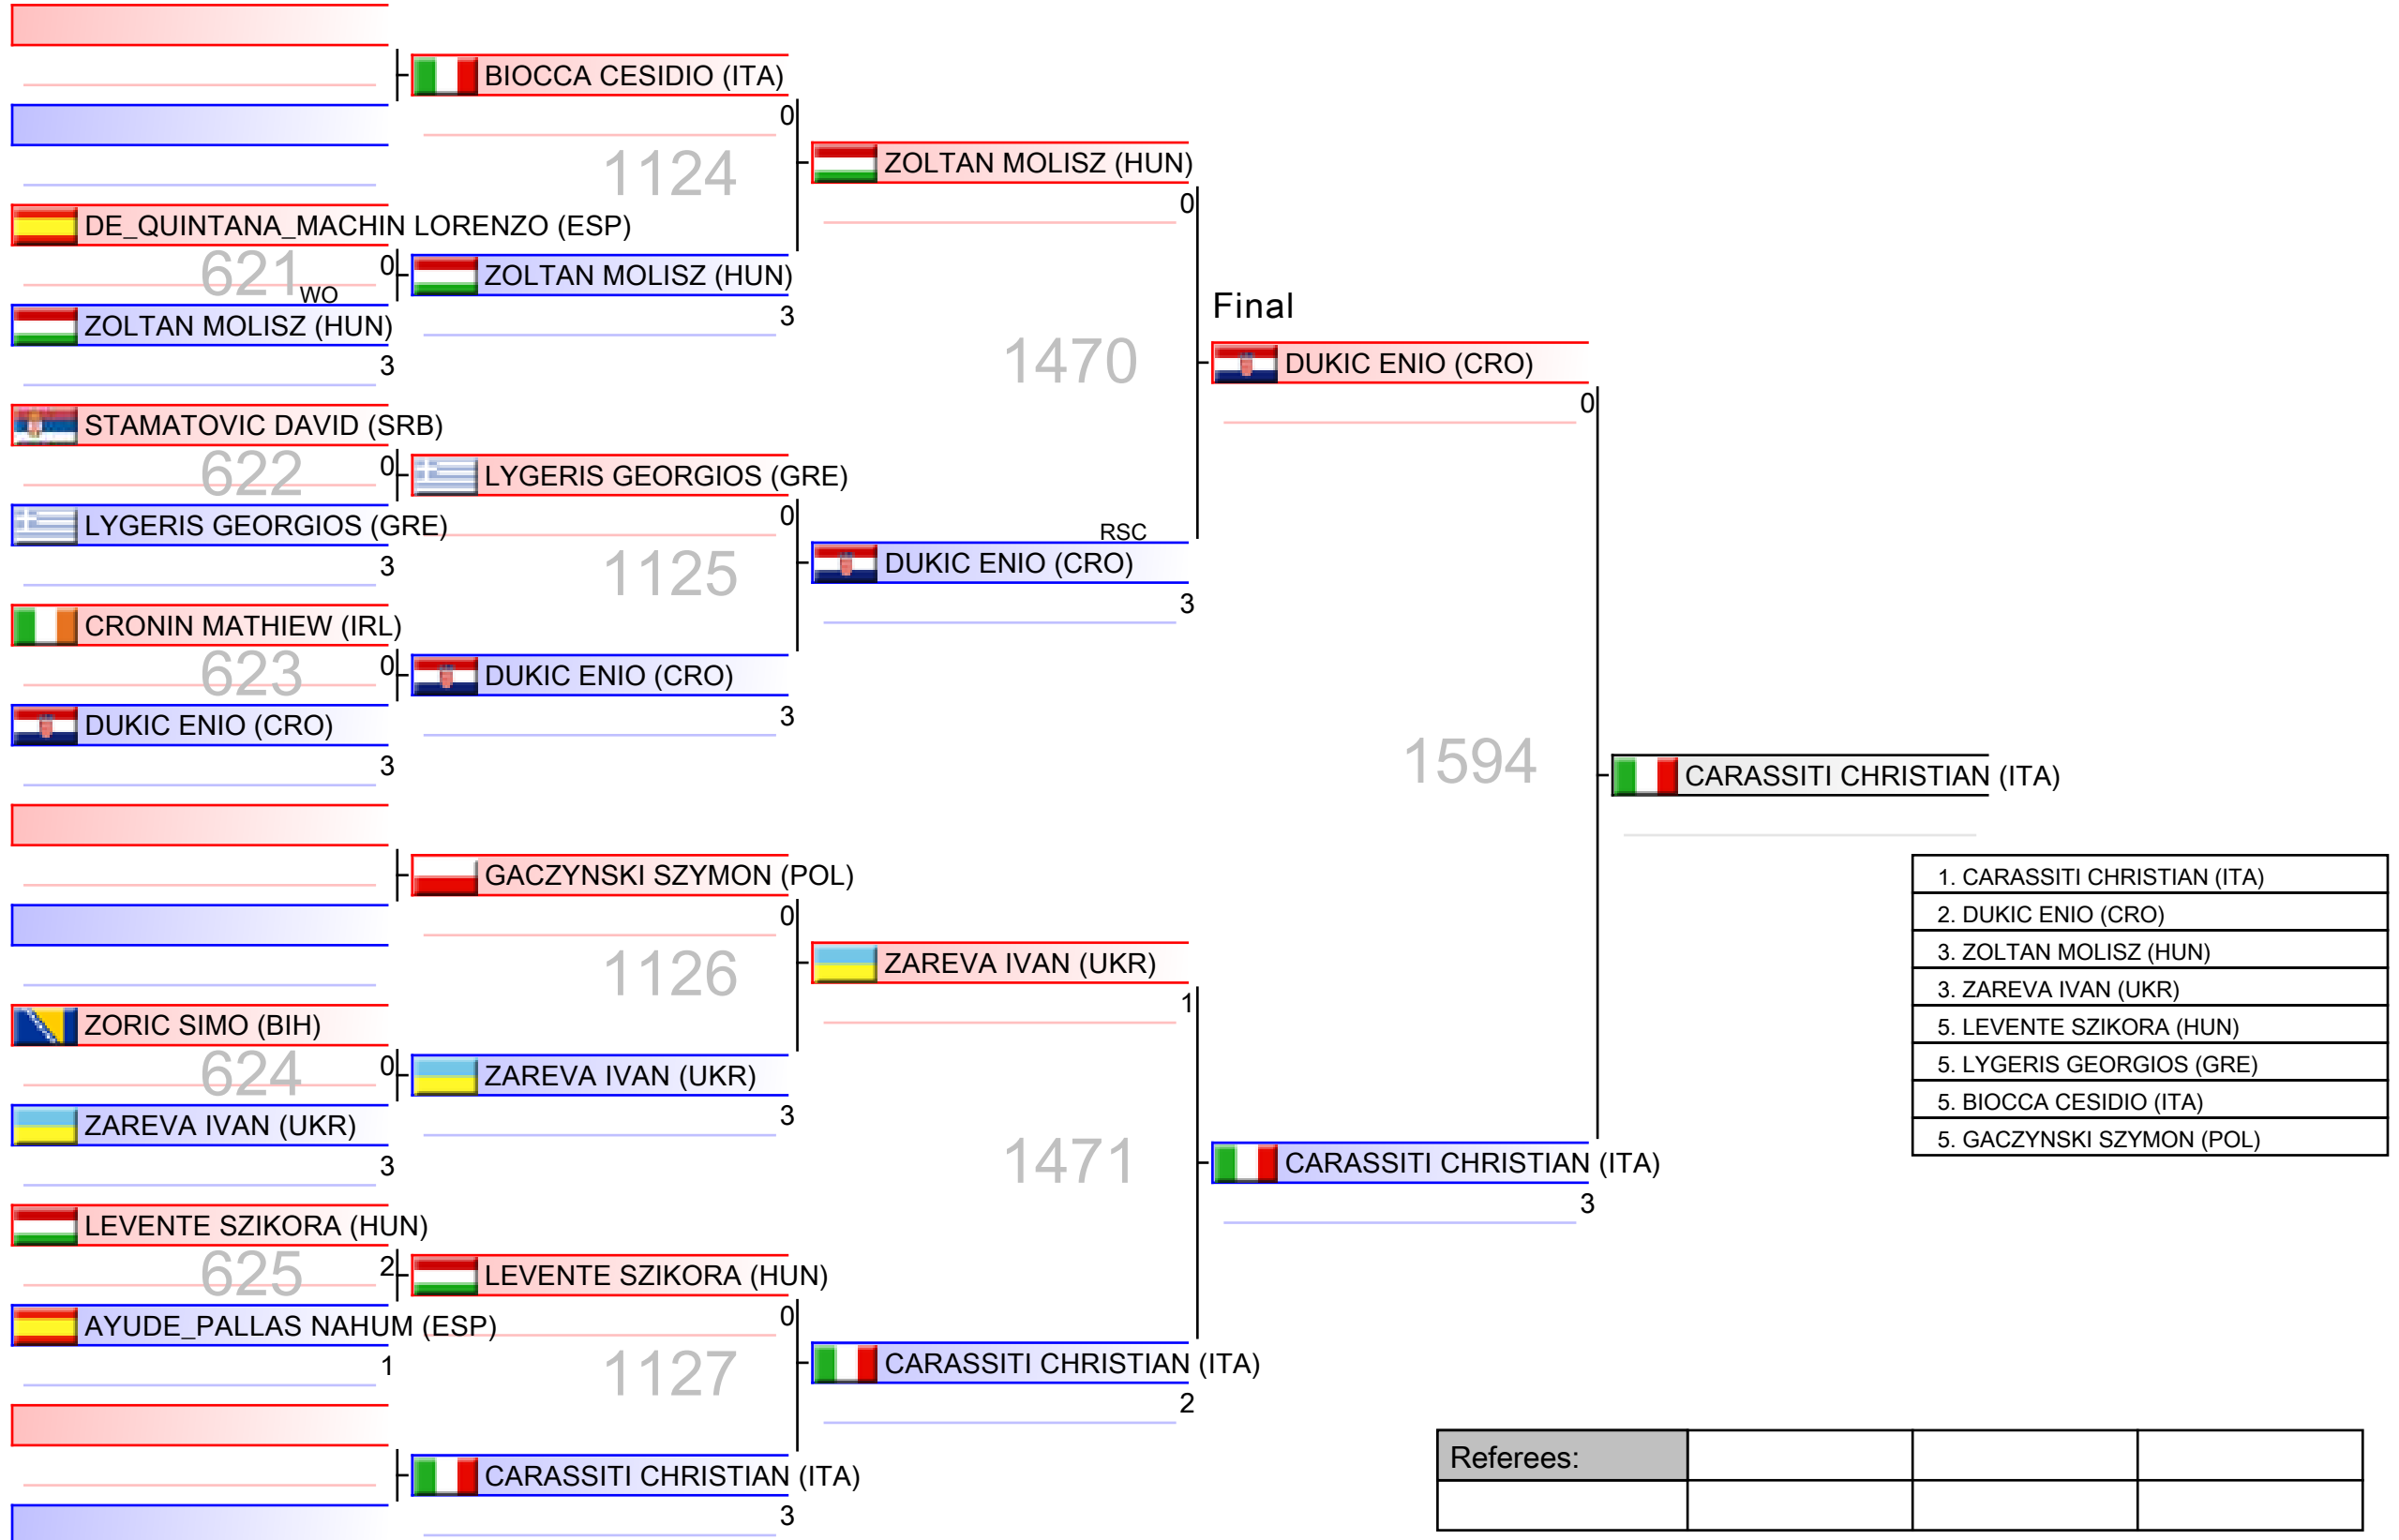 BIOCCA CESIDIO (ITA)
0
1124
ZOLTAN MOLISZ (HUN)
0
DE_QUINTANA_MACHIN LORENZO (ESP)
621
0
WO
ZOLTAN MOLISZ (HUN)
3
ZOLTAN MOLISZ (HUN)
3
Final
1470
DUKIC ENIO (CRO)
0
STAMATOVIC DAVID (SRB)
622
0
LYGERIS GEORGIOS (GRE)
0
LYGERIS GEORGIOS (GRE)
3
1125
RSC
DUKIC ENIO (CRO)
3
CRONIN MATHIEW (IRL)
623
0
DUKIC ENIO (CRO)
3
DUKIC ENIO (CRO)
3
1594
CARASSITI CHRISTIAN (ITA)
GACZYNSKI SZYMON (POL)
0
1126
ZAREVA IVAN (UKR)
1
ZORIC SIMO (BIH)
624
0
ZAREVA IVAN (UKR)
3
ZAREVA IVAN (UKR)
3
1471
CARASSITI CHRISTIAN (ITA)
3
LEVENTE SZIKORA (HUN)
625
2
LEVENTE SZIKORA (HUN)
0
AYUDE_PALLAS NAHUM (ESP)
1
1127
CARASSITI CHRISTIAN (ITA)
2
CARASSITI CHRISTIAN (ITA)
3
1. CARASSITI CHRISTIAN (ITA)
2. DUKIC ENIO (CRO)
3. ZOLTAN MOLISZ (HUN)
3. ZAREVA IVAN (UKR)
5. LEVENTE SZIKORA (HUN)
5. LYGERIS GEORGIOS (GRE)
5. BIOCCA CESIDIO (ITA)
5. GACZYNSKI SZYMON (POL)
Referees: